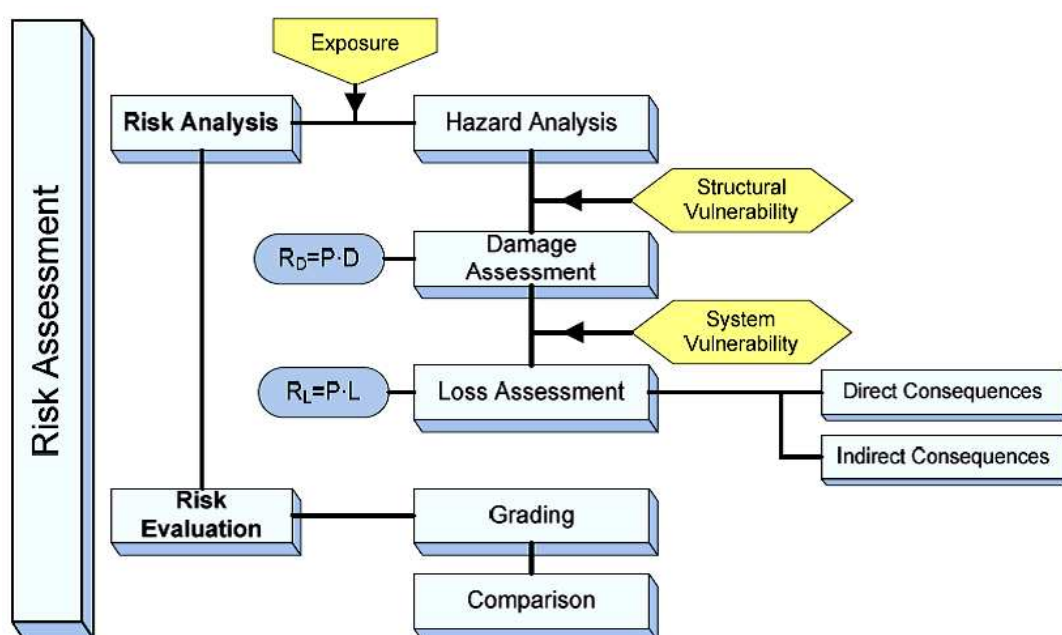 Risk Assessment
Exposure
Risk Analysis
Hazard Analysis
Structural
Vulnerability
R_D=P·D
Damage
Assessment
System
Vulnerability
R_L=P·L
Loss Assessment
Direct Consequences
Indirect Consequences
Risk
Evaluation
Grading
Comparison